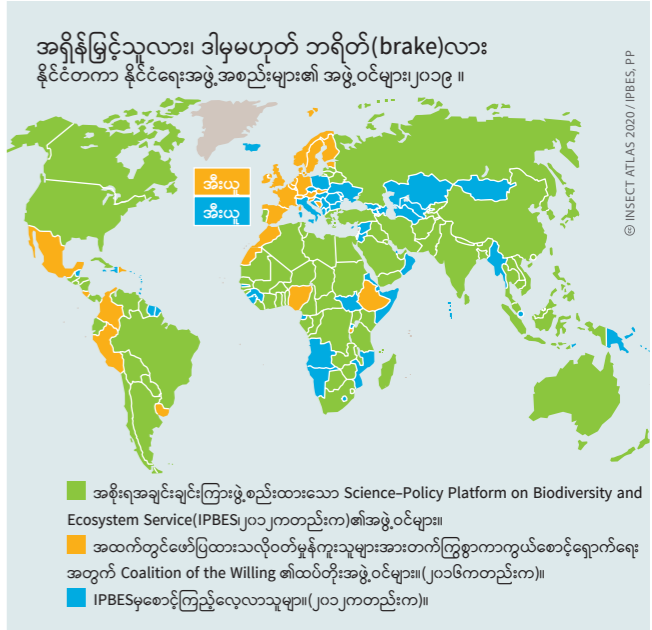 အရှိန်မြှင့်သူလား၊ ဒါမှမဟုတ် ဘရိတ်(brake)လား
နိုင်ငံတကာ နိုင်ငံရေးအဖွဲ့အစည်းများ၏ အဖွဲ့ဝင်များ၊၂၀၁၉ ။
© INSECT ATLAS 2020 / IPBES, PP
အီးယူ
အီးယူ
အစိုးရအချင်းချင်းကြားဖွဲ့စည်းထားသော Science–Policy Platform on Biodiversity and
Ecosystem Service(IPBES၊၂၀၁၂ကတည်းက)၏အဖွဲ့ဝင်များ။
အထက်တွင်ဖော်ပြထားသလိုဝတ်မှုန်ကူးသူများအားတက်ကြွစွာကာကွယ်စောင့်ရှောက်ရေး
အတွက် Coalition of the Willing ၏ထပ်တိုးအဖွဲ့ဝင်များ။(၂၀၁၆ကတည်းက)။
IPBESမှစောင့်ကြည့်လေ့လာသူမျာ။(၂၀၁၂ကတည်းက)။